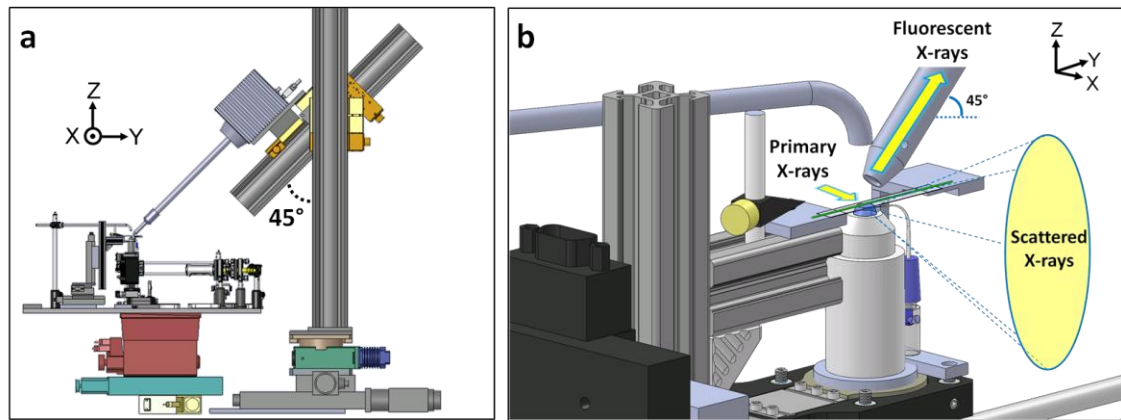 a
Z
X
Y
45°
b
Fluorescent
X-rays
Z
Y
X
45°
Primary
X-rays
Scattered
X-rays